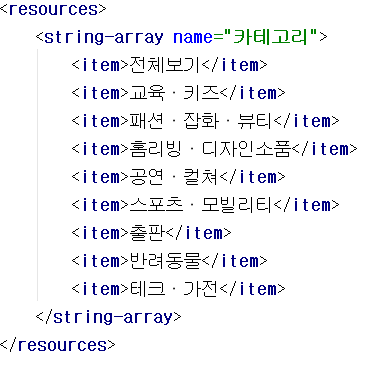 <resources>
<string-array name="카테고리">
<item>전체보기</item>
<item>교육·키즈</item>
<item>패션·잡화·뷰티</item>
<item>홈리빙·디자인소품</item>
<item>공연·컬쳐</item>
<item>스포츠·모빌리티</item>
<item>출판</item>
<item>반려동물</item>
<item>테크·가전</item>
</string-array>
</resources>